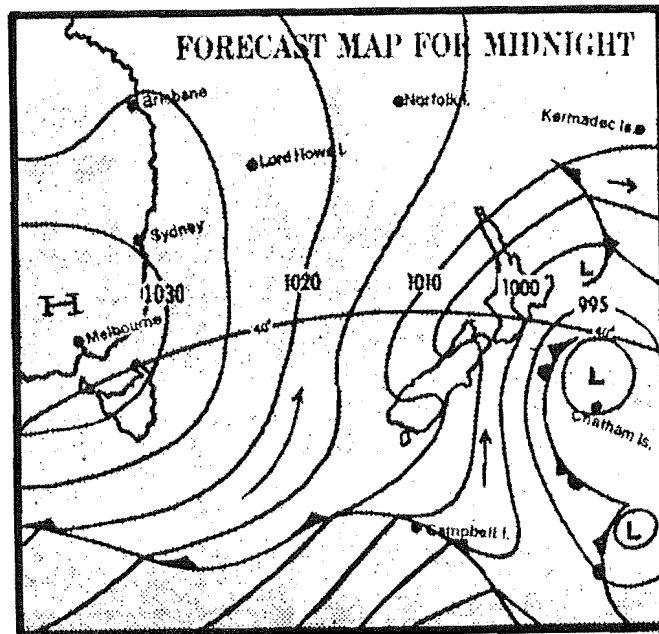 FORECAST MAP FOR MIDNIGHT
Brisbane
Norfolk I.
Kermadec Is.
Lord Howe I.
Sydney
H
1030
1020
1010
1000
L
995
Melbourne
40°
40°
L
Chatham Is.
Campbell I.
L